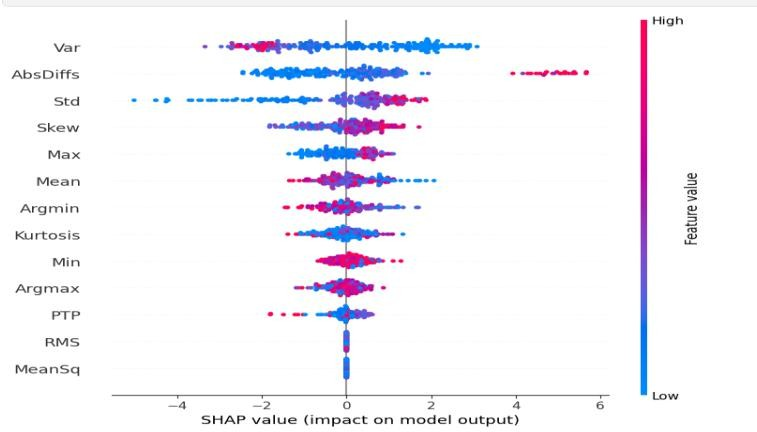 High
Var
AbsDiffs
Std
Skew
Max
Mean
Argmin
Kurtosis
Min
Argmax
PTP
RMS
MeanSq
Feature value
Low
−4 −2 0 2 4 6
SHAP value (impact on model output)